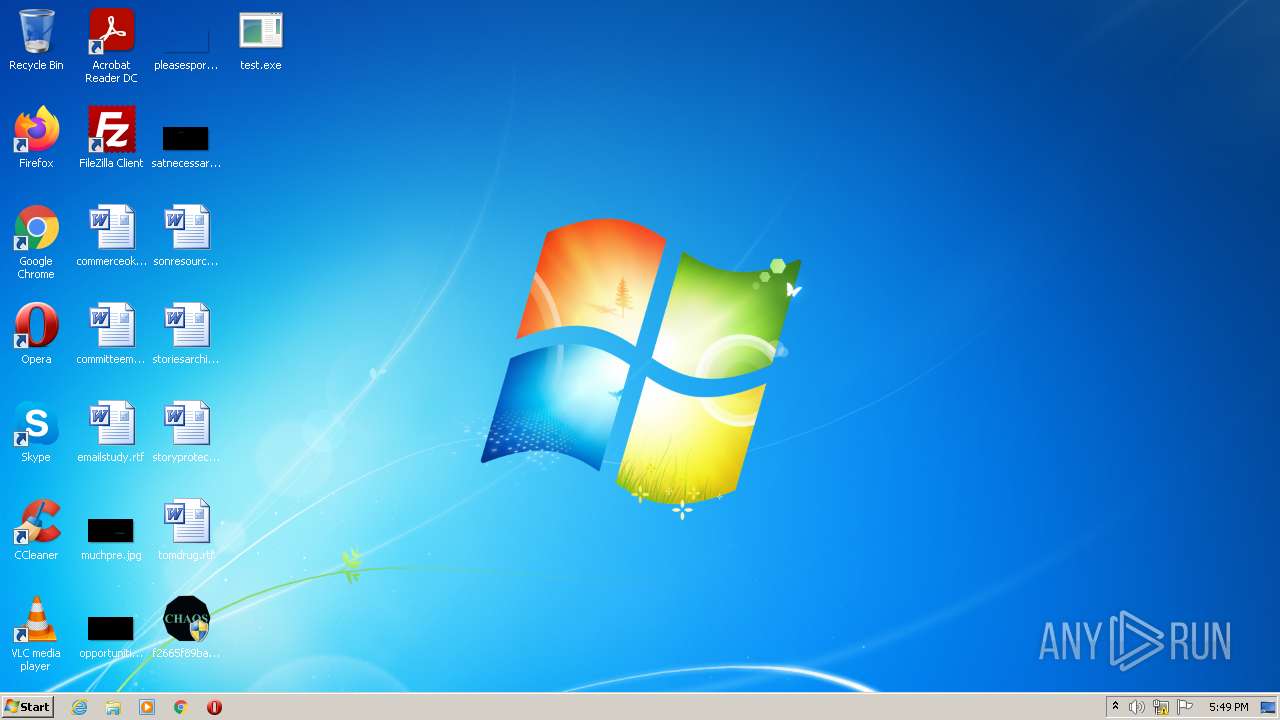 Recycle Bin
Acrobat
Reader DC
pleasespor...
test.exe
Firefox
FileZilla Client
satnecessar...
Google
Chrome
commerceok...
sonresourc...
Opera
committeem...
storiesarchi...
Skype
emailstudy.rtf
storyprotec...
CCleaner
muchpre.jpg
tomdrug.rtf
CHAOS
VLC media
player
opportuniti...
f2665f89ba...
ANY RUN
Start
5:49 PM